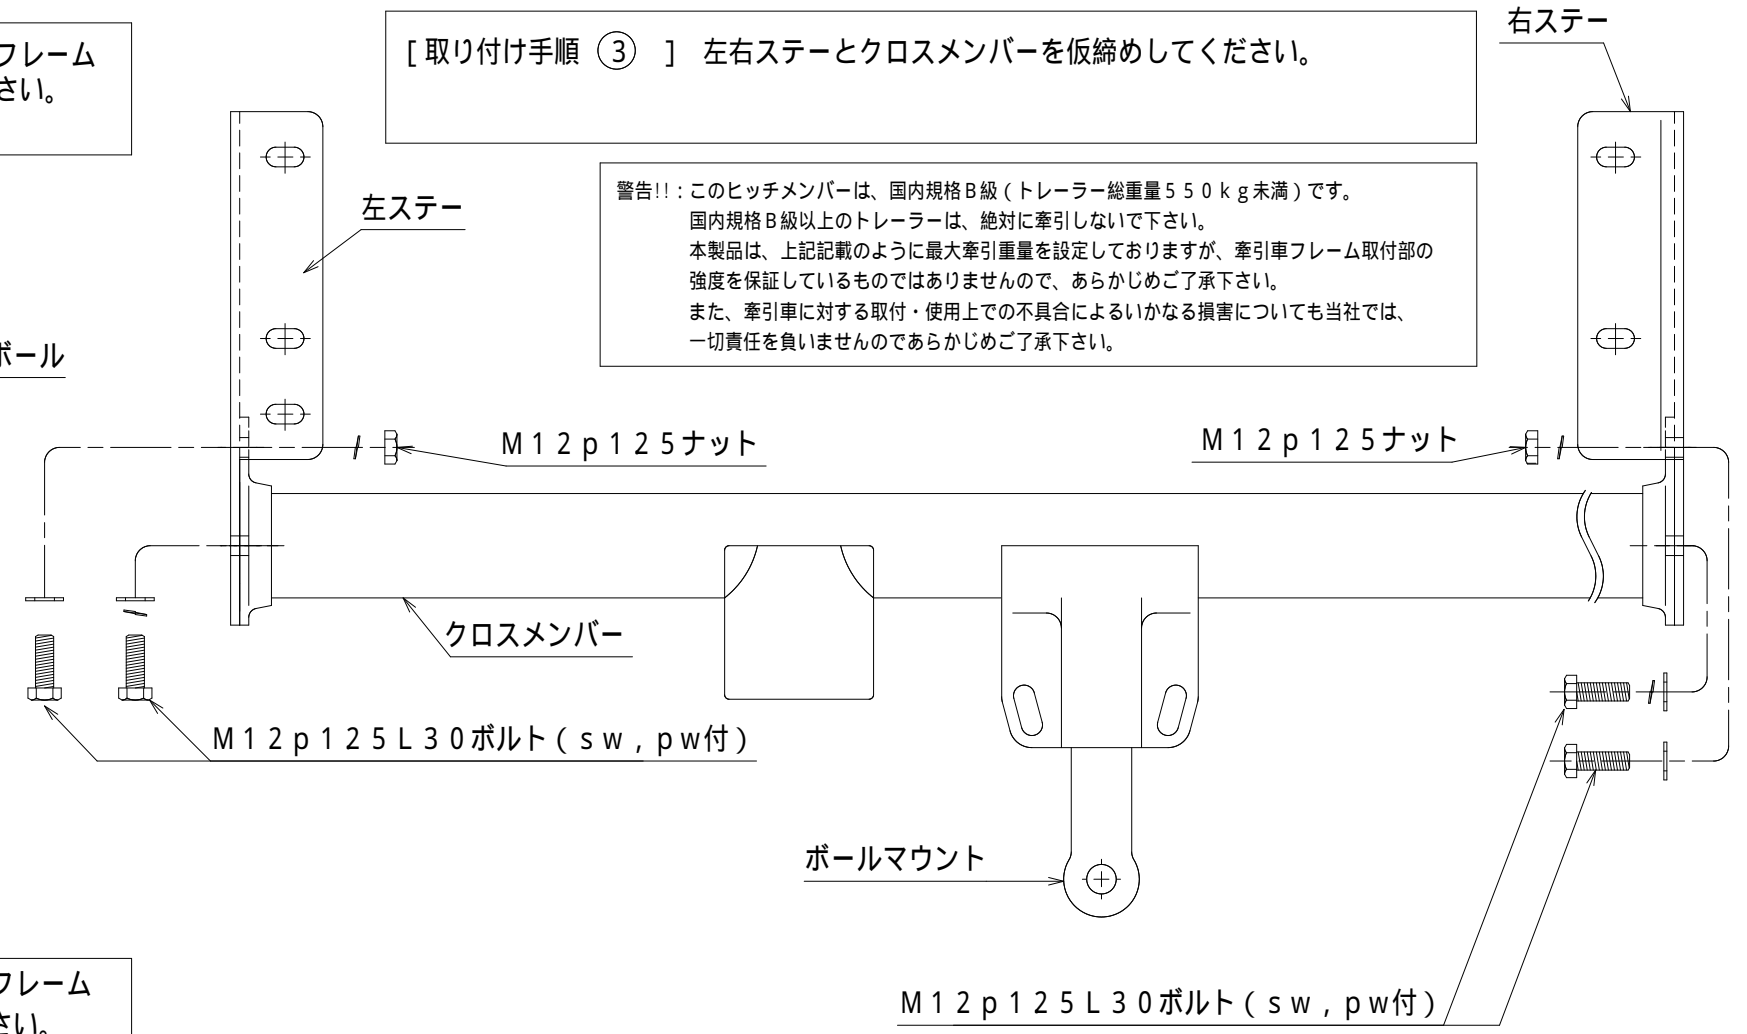 フレーム
さい。
[取り付け手順 ③ ] 左右ステーとクロスメンバーを仮締めしてください。
右ステー
警告!!：このヒッチメンバーは、国内規格B級（トレーラー総重量550kg未満）です。
国内規格B級以上のトレーラーは、絶対に牽引しないで下さい。
本製品は、上記記載のように最大牽引重量を設定しておりますが、牽引車フレーム取付部の
強度を保証しているものではありませんので、あらかじめご了承下さい。
また、牽引車に対する取付・使用上での不具合によるいかなる損害についても当社では、
一切責任を負いませんのであらかじめご了承下さい。
左ステー
ボール
M12p125ナット
M12p125ナット
クロスメンバー
M12p125L30ボルト（sw,pw付）
ボールマウント
M12p125L30ボルト（sw,pw付）
フレーム
さい。